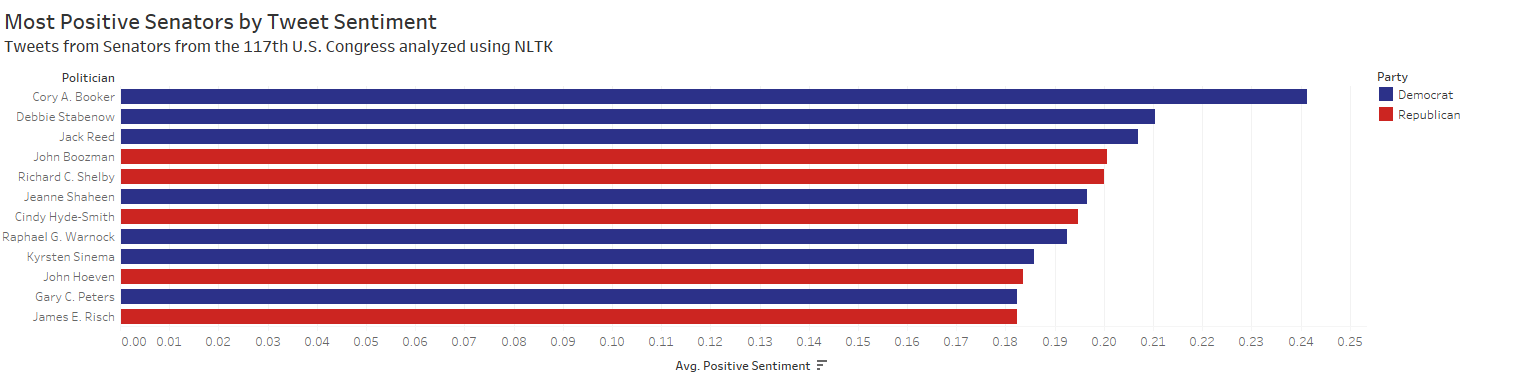 Most Positive Senators by Tweet Sentiment
Tweets from Senators from the 117th U.S. Congress analyzed using NLTK
Politician
Cory A. Booker
Debbie Stabenow
Jack Reed
John Boozman
Richard C. Shelby
Jeanne Shaheen
Cindy Hyde-Smith
Raphael G. Warnock
Kyrsten Sinema
John Hoeven
Gary C. Peters
James E. Risch
0.00 0.01 0.02 0.03 0.04 0.05 0.06 0.07 0.08 0.09 0.10 0.11 0.12 0.13 0.14 0.15 0.16 0.17 0.18 0.19 0.20 0.21 0.22 0.23 0.24 0.25
Avg. Positive Sentiment
Party
Democrat
Republican